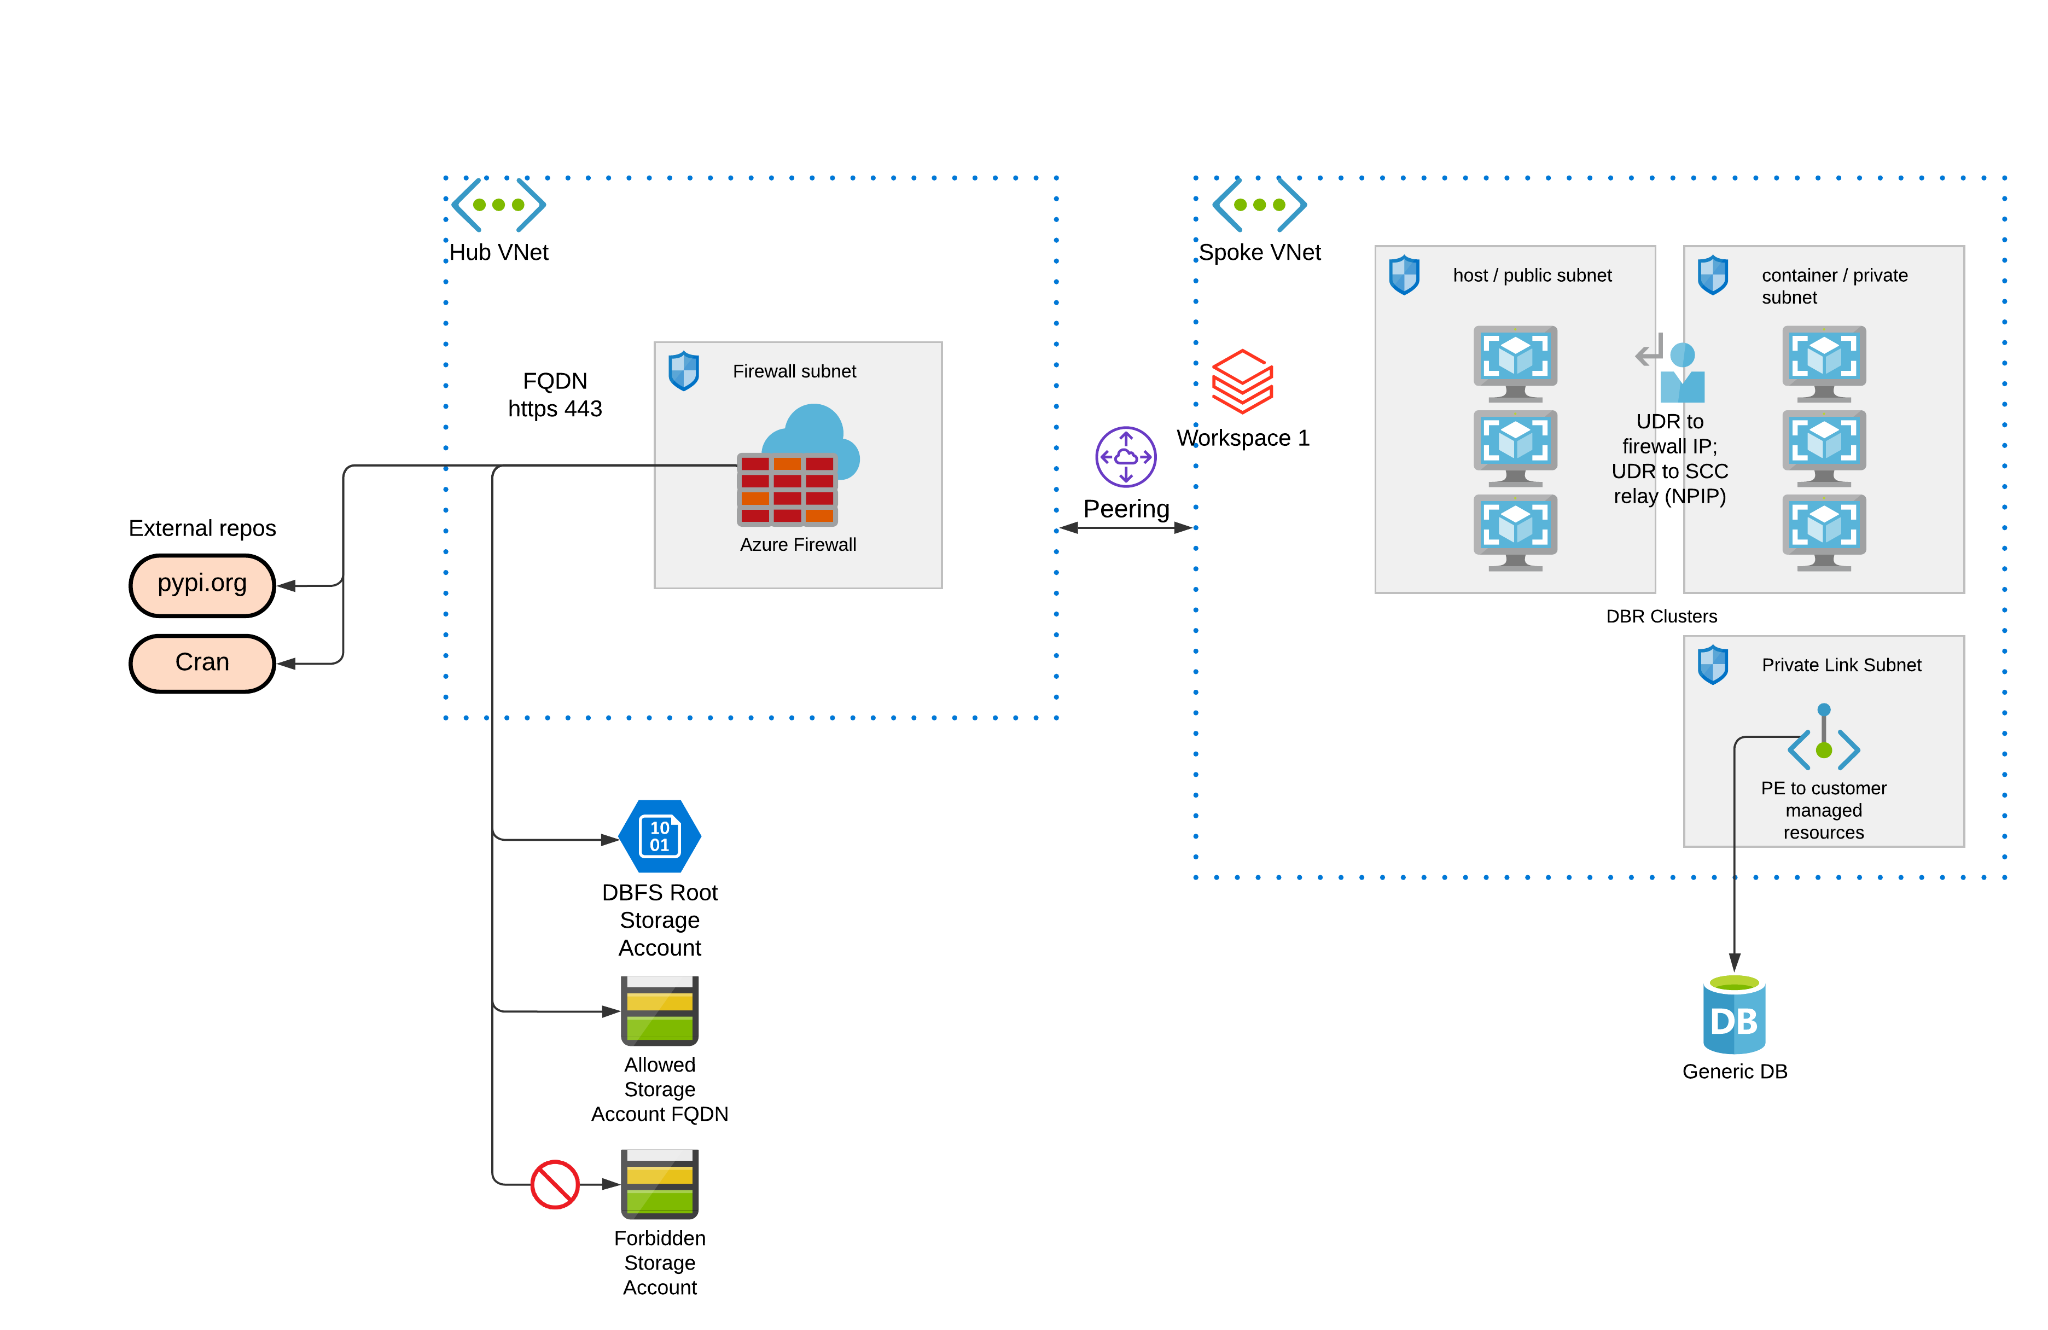 Hub VNet
FQDN
https 443
Firewall subnet
Azure Firewall
External repos
pypi.org
Cran
Peering
Spoke VNet
Workspace 1
host / public subnet
container / private
subnet
UDR to
firewall IP;
UDR to SCC
relay (NPIP)
DBR Clusters
Private Link Subnet
PE to customer
managed
resources
10
01
DBFS Root
Storage
Account
Allowed
Storage
Account FQDN
Forbidden
Storage
Account
DB
Generic DB